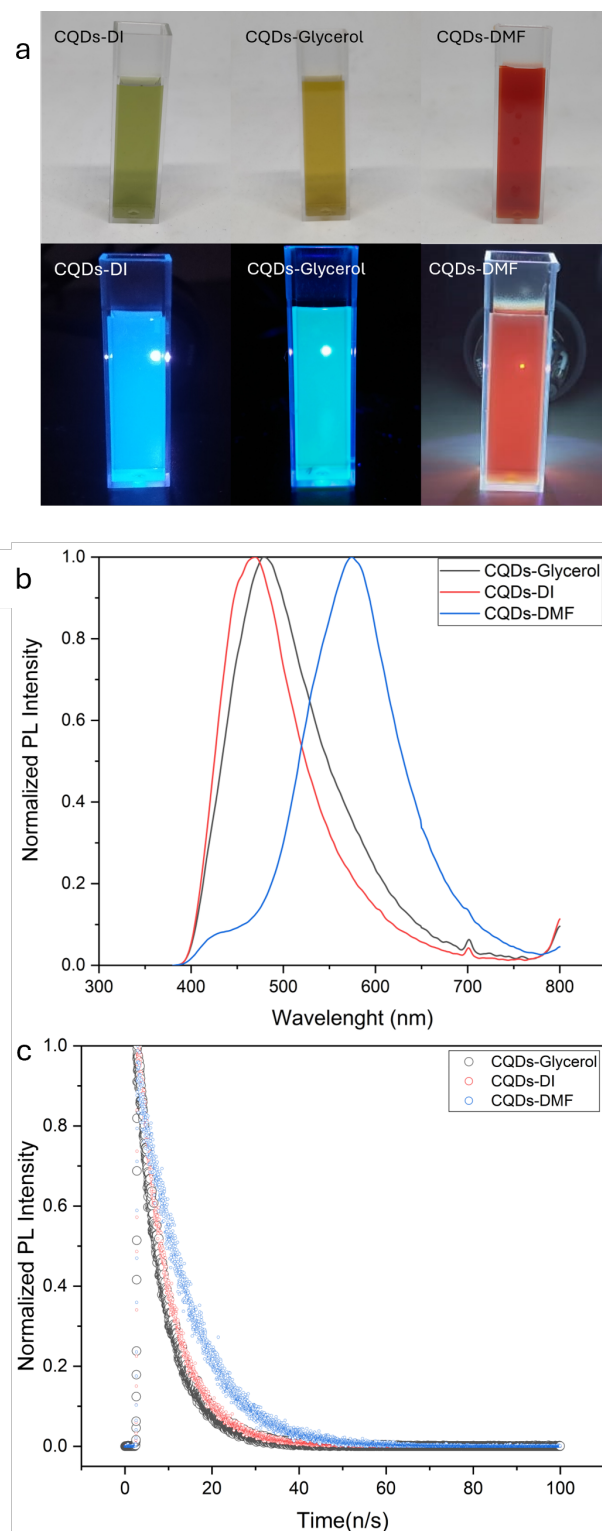 a
CQDs-DI CQDs-Glycerol CQDs-DMF
CQDs-DI CQDs-Glycerol CQDs-DMF
b
CQDs-Glycerol
CQDs-DI
CQDs-DMF
Normalized PL Intensity
1.0
0.8
0.6
0.4
0.2
0.0
300 400 500 600 700 800
Wavelenght (nm)
c
CQDs-Glycerol
CQDs-DI
CQDs-DMF
Normalized PL Intensity
1.0
0.8
0.6
0.4
0.2
0.0
0 20 40 60 80 100
Time(n/s)